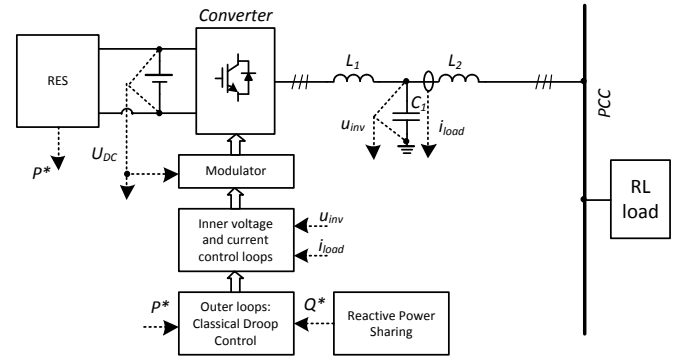 Converter
RES
L1
L2
C1
PCC
uinv
iload
UDC
P*
Modulator
RL
load
Inner voltage
and current
control loops
uinv
iload
P*
Outer loops:
Classical Droop
Control
Q*
Reactive Power
Sharing